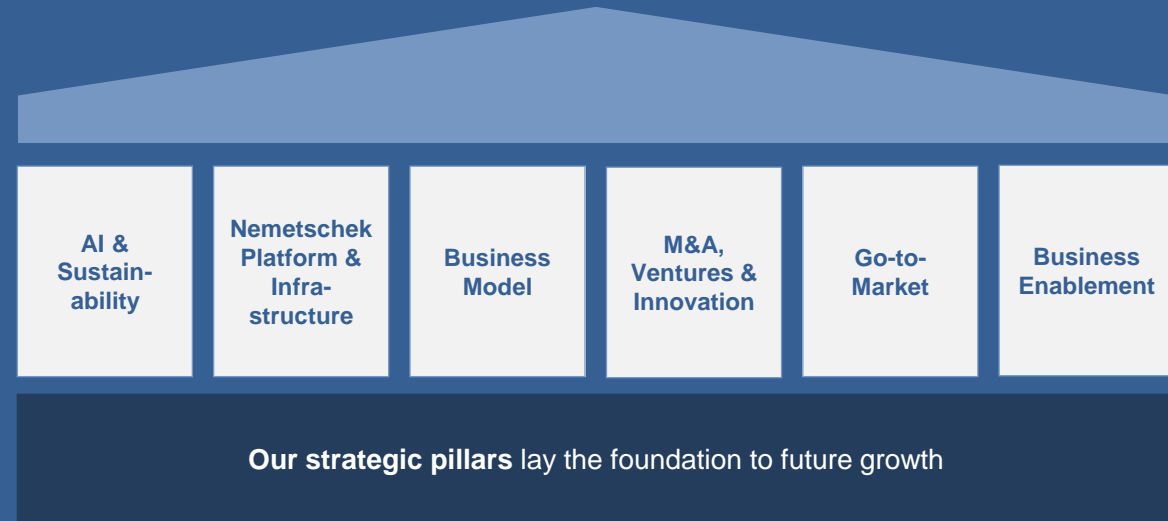 AI &
Sustain-
ability
Nemetschek
Platform &
Infra-
structure
Business
Model
M&A,
Ventures &
Innovation
Go-to-
Market
Business
Enablement
Our strategic pillars lay the foundation to future growth